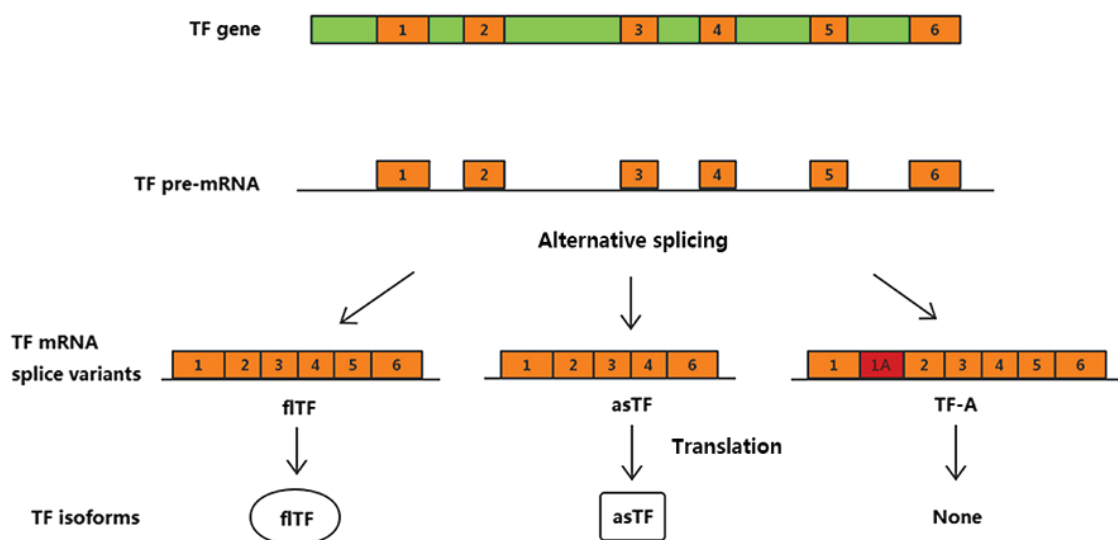 TF gene
1 2 3 4 5 6
TF pre-mRNA
1 2 3 4 5 6
Alternative splicing
TF mRNA
splice variants
1 2 3 4 5 6
1 2 3 4 6
1 1A 2 3 4 5 6
flTF
asTF
TF-A
Translation
TF isoforms
flTF
asTF
None